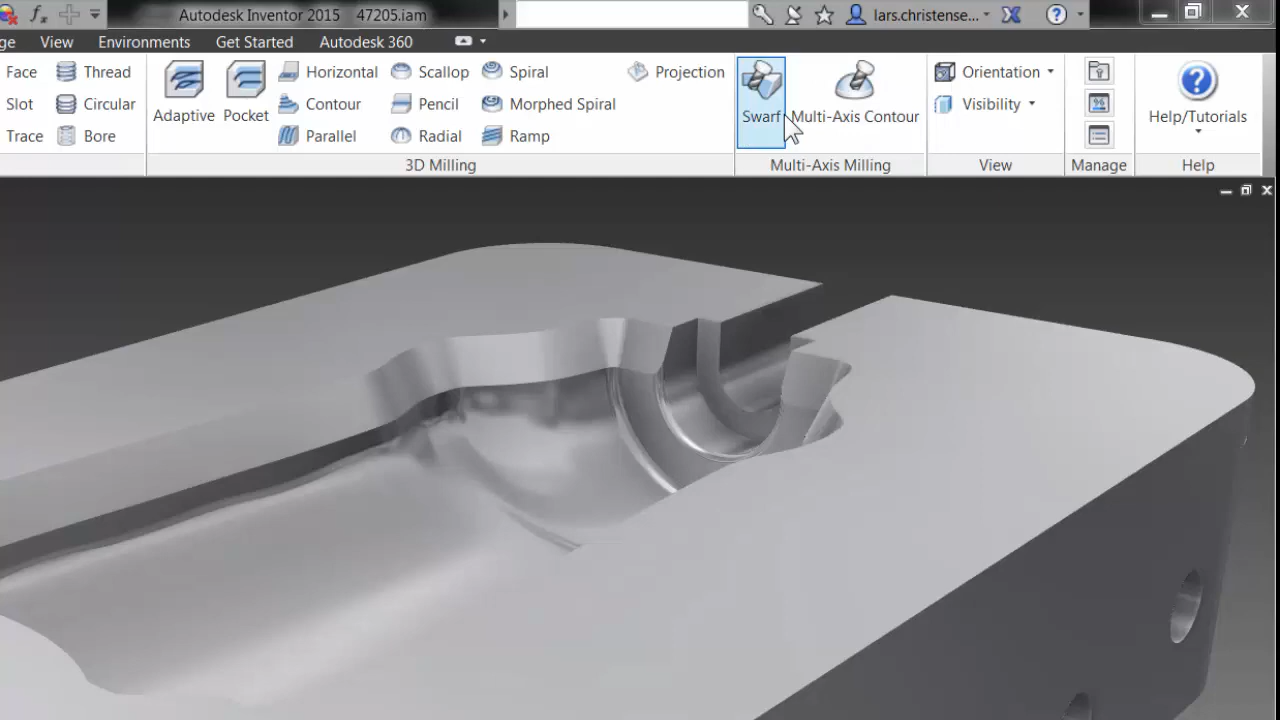 Autodesk Inventor 2015 47205.iam lars.christense...
ge View Environments Get Started Autodesk 360
Face Thread Horizontal Scallop Spiral Projection Orientation
Slot Circular Adaptive Pocket Contour Pencil Morphed Spiral Swarf Multi-Axis Contour Visibility Help/Tutorials
Trace Bore Parallel Radial Ramp
3D Milling Multi-Axis Milling View Manage Help